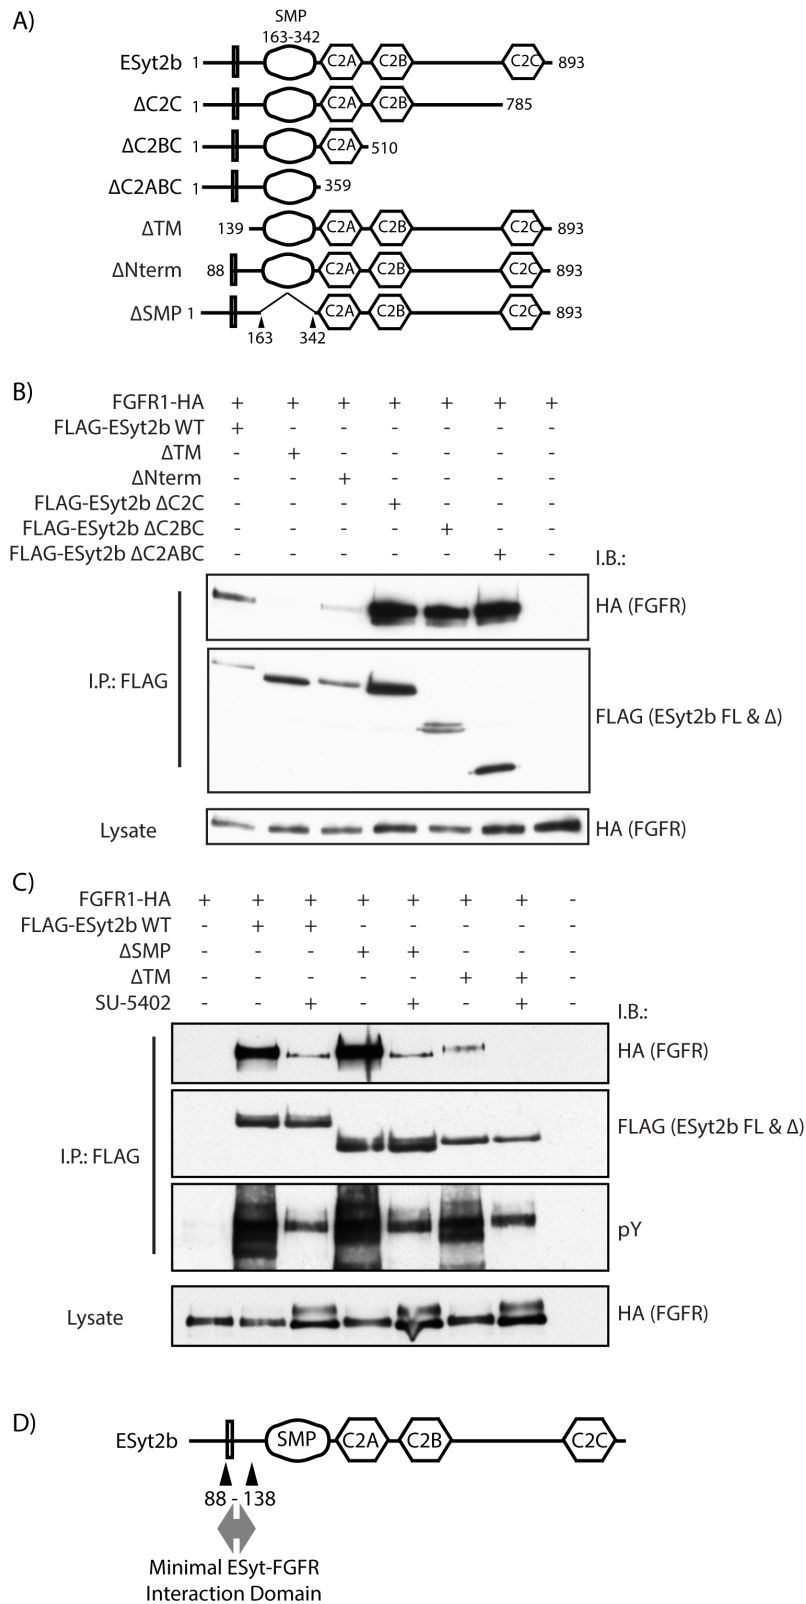 A)
SMP
163-342
ESyt2b 1 C2A C2B C2C 893
ΔC2C 1 C2A C2B 785
ΔC2BC 1 C2A 510
ΔC2ABC 1 359
ΔTM 139 C2A C2B C2C 893
ΔNterm 88 C2A C2B C2C 893
ΔSMP 1 C2A C2B C2C 893
163 342
B)
FGFR1-HA + + + + + + +
FLAG-ESyt2b WT + - - - - - -
ΔTM - + - - - - -
ΔNterm - - + - - - -
FLAG-ESyt2b ΔC2C - - - + - - -
FLAG-ESyt2b ΔC2BC - - - - + - -
FLAG-ESyt2b ΔC2ABC - - - - - + -
I.B.:
HA (FGFR)
I.P.: FLAG
FLAG (ESyt2b FL & Δ)
Lysate HA (FGFR)
C)
FGFR1-HA + + + + + + + -
FLAG-ESyt2b WT - + + - - - - -
ΔSMP - - - + + - - -
ΔTM - - - - - + + -
SU-5402 - - + - + - + -
I.B.:
HA (FGFR)
FLAG (ESyt2b FL & Δ)
I.P.: FLAG
pY
Lysate HA (FGFR)
D)
ESyt2b SMP C2A C2B C2C
88 - 138
Minimal ESyt-FGFR
Interaction Domain